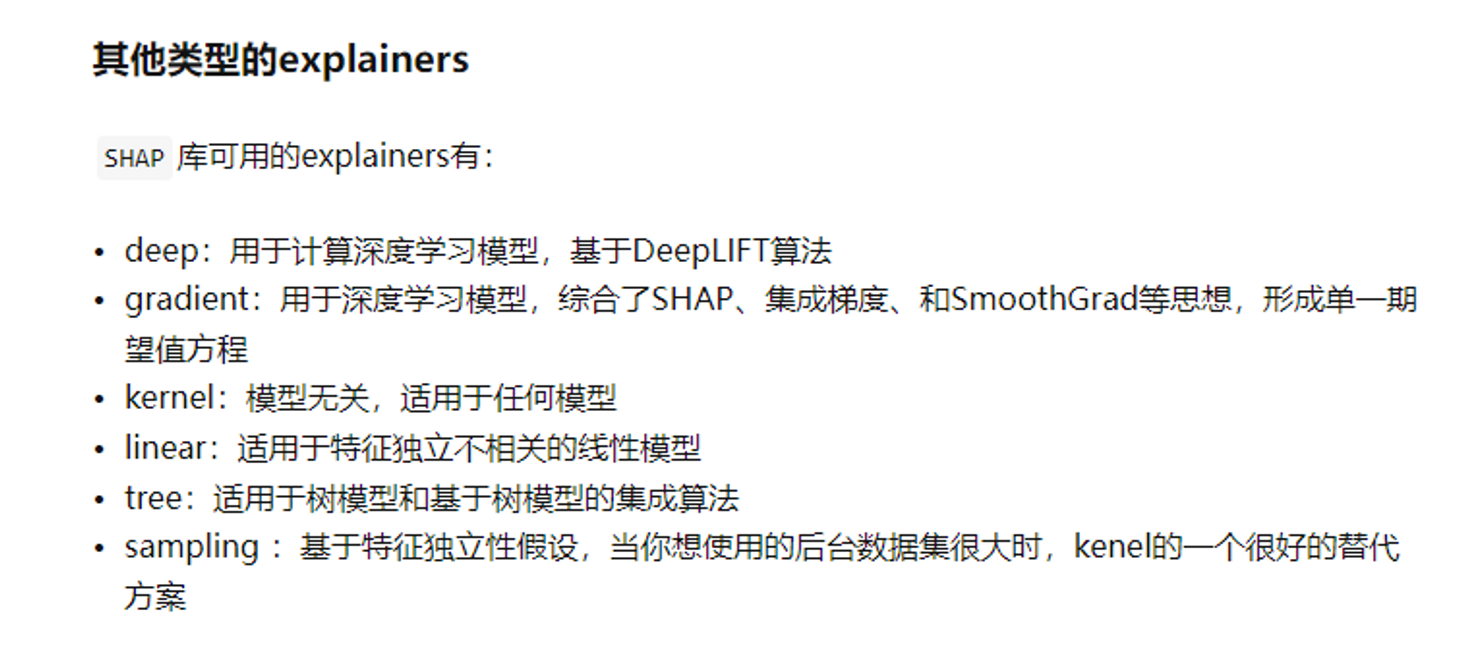 其他类型的explainers
SHAP 库可用的explainers有：
• deep：用于计算深度学习模型，基于DeepLIFT算法
• gradient：用于深度学习模型，综合了SHAP、集成梯度、和SmoothGrad等思想，形成单一期
望值方程
• kernel：模型无关，适用于任何模型
• linear：适用于特征独立不相关的线性模型
• tree：适用于树模型和基于树模型的集成算法
• sampling ：基于特征独立性假设，当你想使用的后台数据集很大时，kenel的一个很好的替代
方案